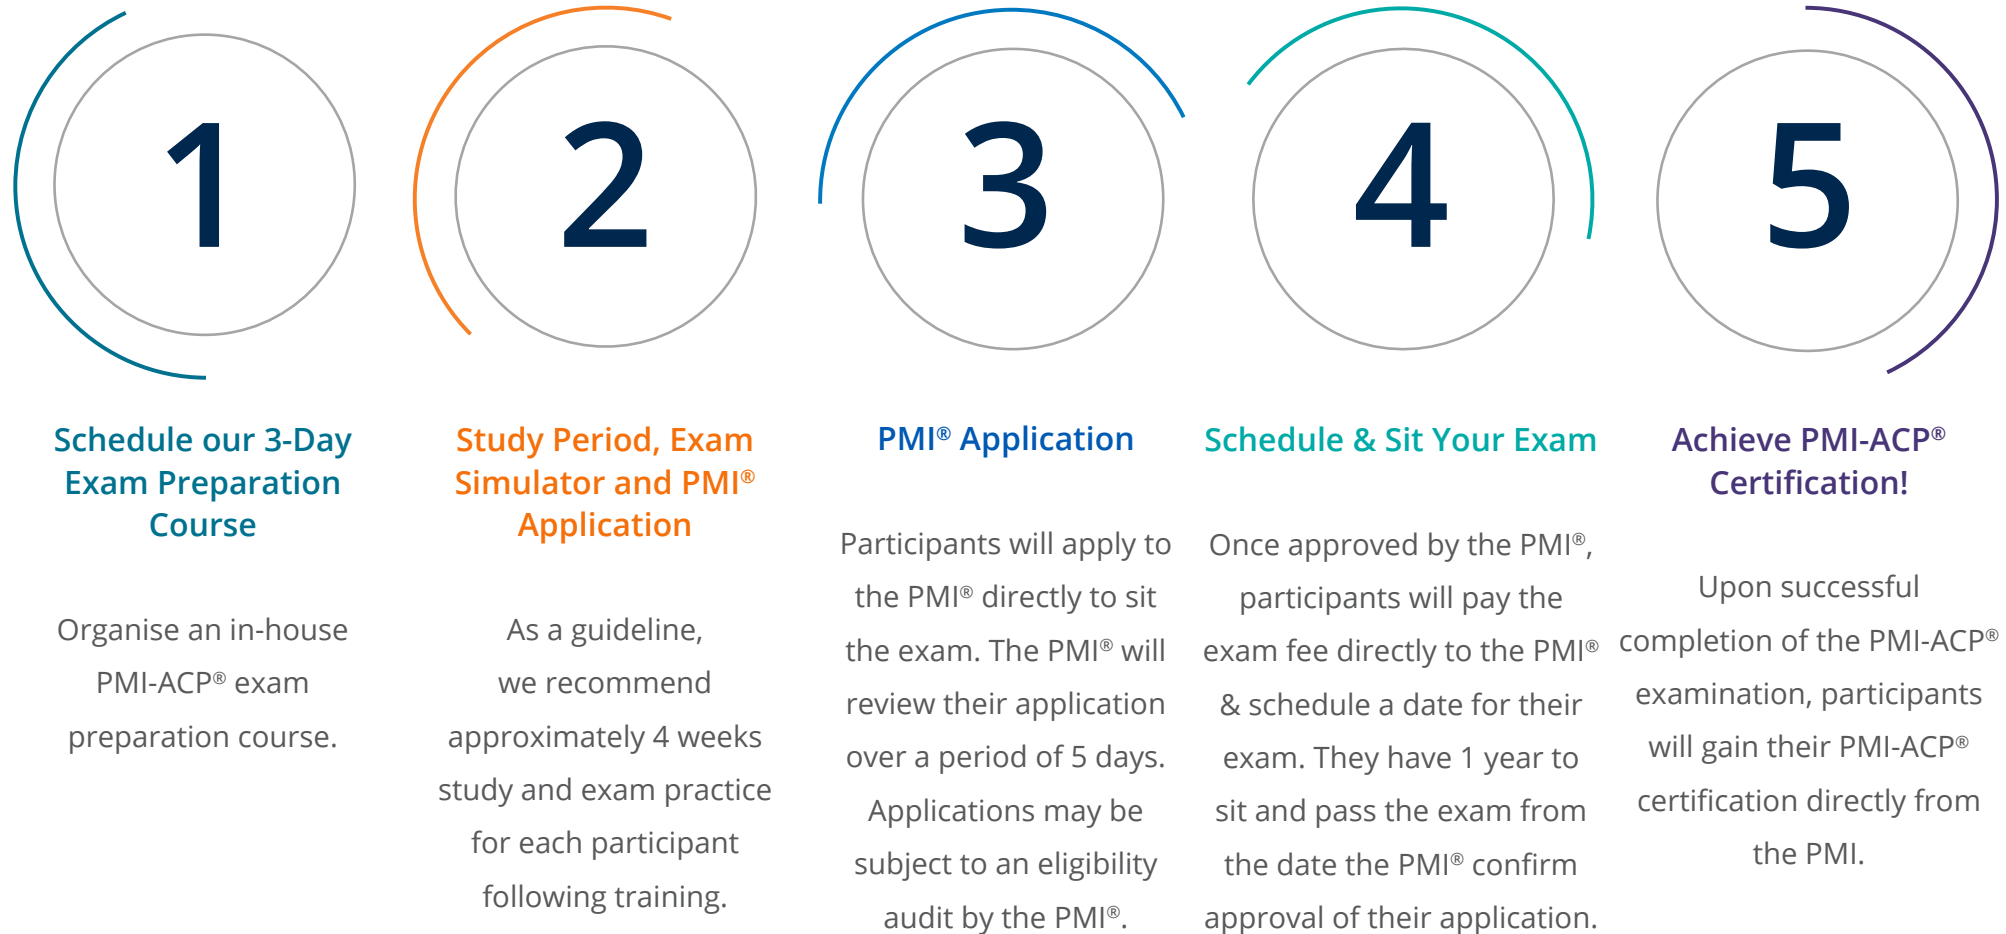 1
Schedule our 3-Day
Exam Preparation
Course
Organise an in-house
PMI-ACP® exam
preparation course.
2
Study Period, Exam
Simulator and PMI®
Application
As a guideline,
we recommend
approximately 4 weeks
study and exam practice
for each participant
following training.
3
PMI® Application
Participants will apply to
the PMI® directly to sit
the exam. The PMI® will
review their application
over a period of 5 days.
Applications may be
subject to an eligibility
audit by the PMI®.
4
Schedule & Sit Your Exam
Once approved by the PMI®,
participants will pay the
exam fee directly to the PMI®
& schedule a date for their
exam. They have 1 year to
sit and pass the exam from
the date the PMI® confirm
approval of their application.
5
Achieve PMI-ACP®
Certification!
Upon successful
completion of the PMI-ACP®
examination, participants
will gain their PMI-ACP®
certification directly from
the PMI.